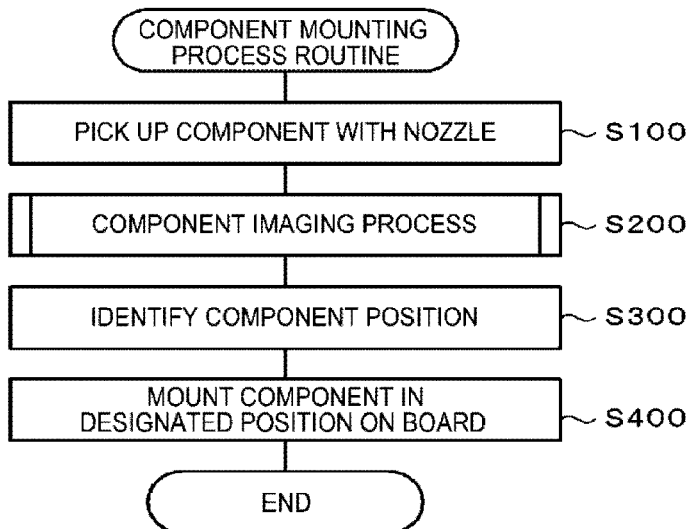 COMPONENT MOUNTING
PROCESS ROUTINE
PICK UP COMPONENT WITH NOZZLE
S100
COMPONENT IMAGING PROCESS
S200
IDENTIFY COMPONENT POSITION
S300
MOUNT COMPONENT IN
DESIGNATED POSITION ON BOARD
S400
END